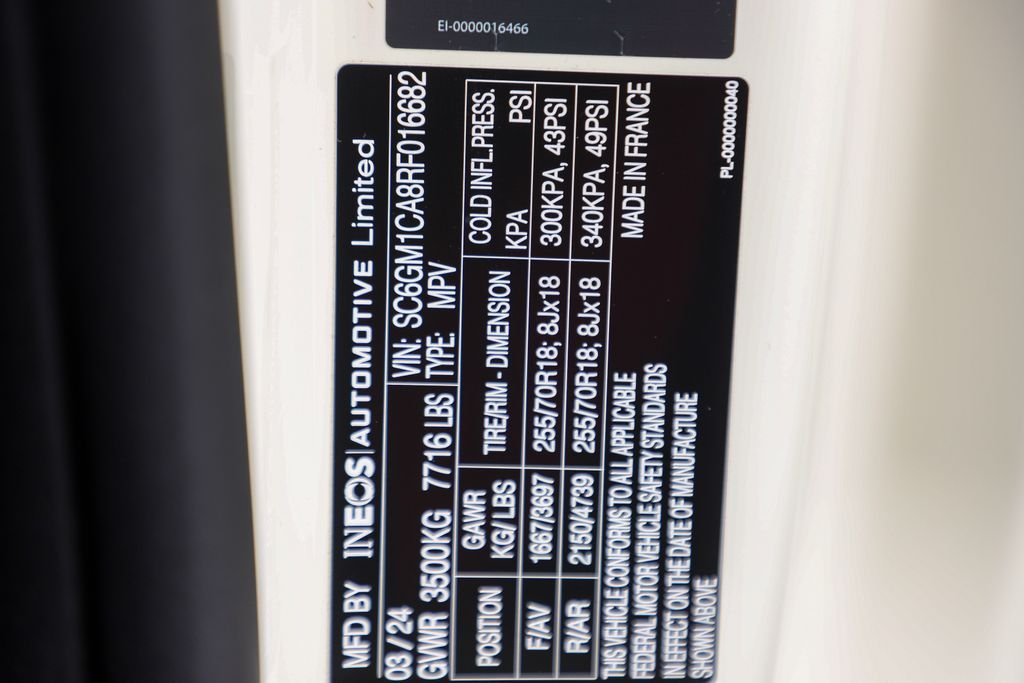 EI-0000016466
MFD BY INEOS | AUTOMOTIVE Limited
03 / 24 VIN: SC6GM1CA8RF016682
GVWR 3500KG 7716 LBS TYPE: MPV
POSITION GAWR KG/ LBS TIRE/RIM - DIMENSION COLD INFL.PRESS. KPA PSI
F/AV 1667/3697 255/70R18; 8Jx18 300KPA, 43PSI
R/AR 2150/4739 255/70R18; 8Jx18 340KPA, 49PSI
THIS VEHICLE CONFORMS TO ALL APPLICABLE MADE IN FRANCE
FEDERAL MOTOR VEHICLE SAFETY STANDARDS
IN EFFECT ON THE DATE OF MANUFACTURE
SHOWN ABOVE
PL-0000000040